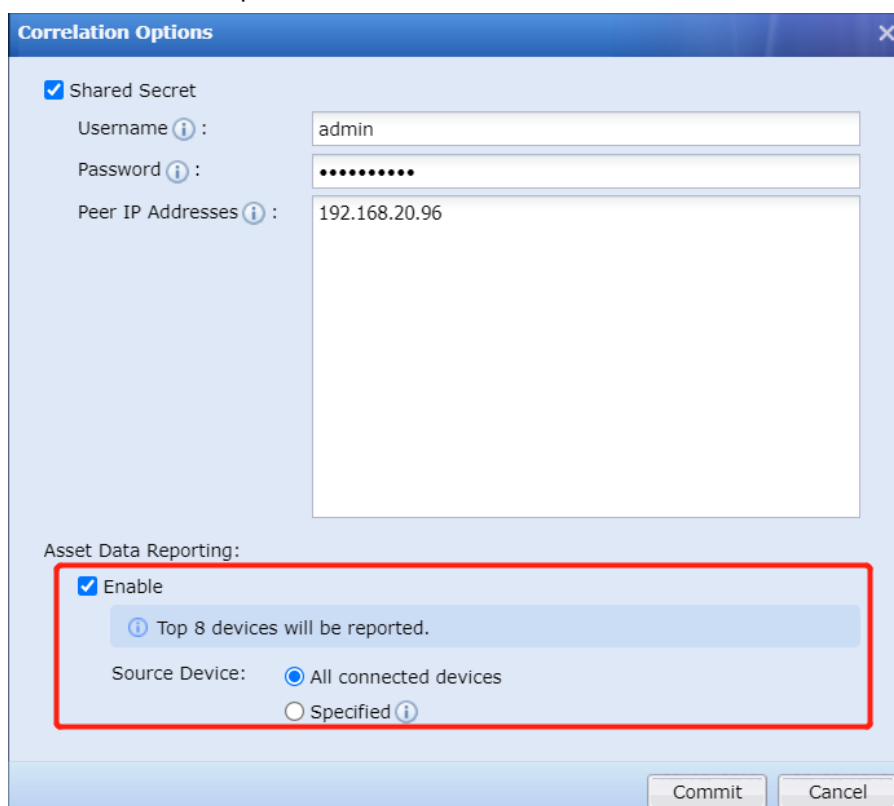 Correlation Options
Shared Secret
Username :
admin
Password :
••••••••••
Peer IP Addresses :
192.168.20.96
Asset Data Reporting:
Enable
Top 8 devices will be reported.
Source Device:
All connected devices
Specified
Commit
Cancel